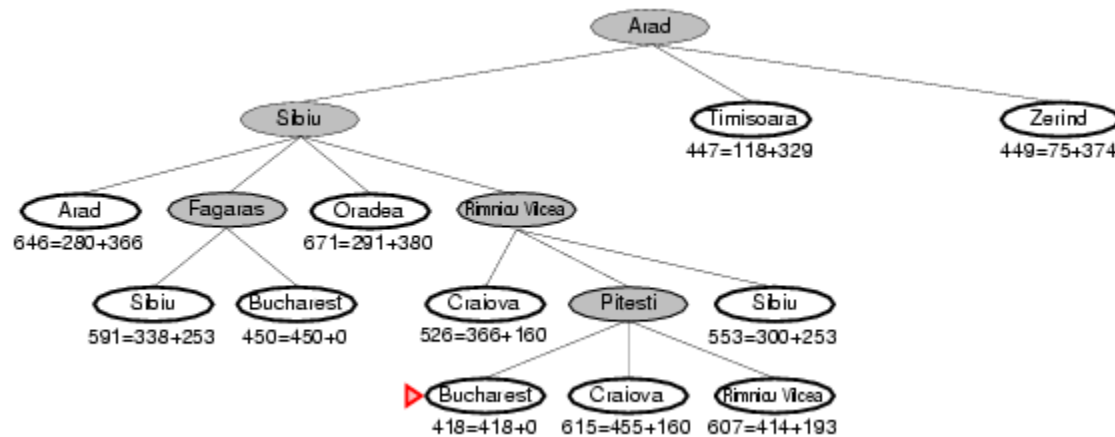 Arad
Sibiu
Timisoara
Zerind
447=118+329
449=75+374
Arad
Fagaras
Oradea
Rimnicu Vilcea
646=280+366
671=291+380
Sibiu
Bucharest
Craiova
Pitesti
Sibiu
591=338+253
450=450+0
526=366+160
553=300+253
Bucharest
Craiova
Rimnicu Vilcea
418=418+0
615=455+160
607=414+193